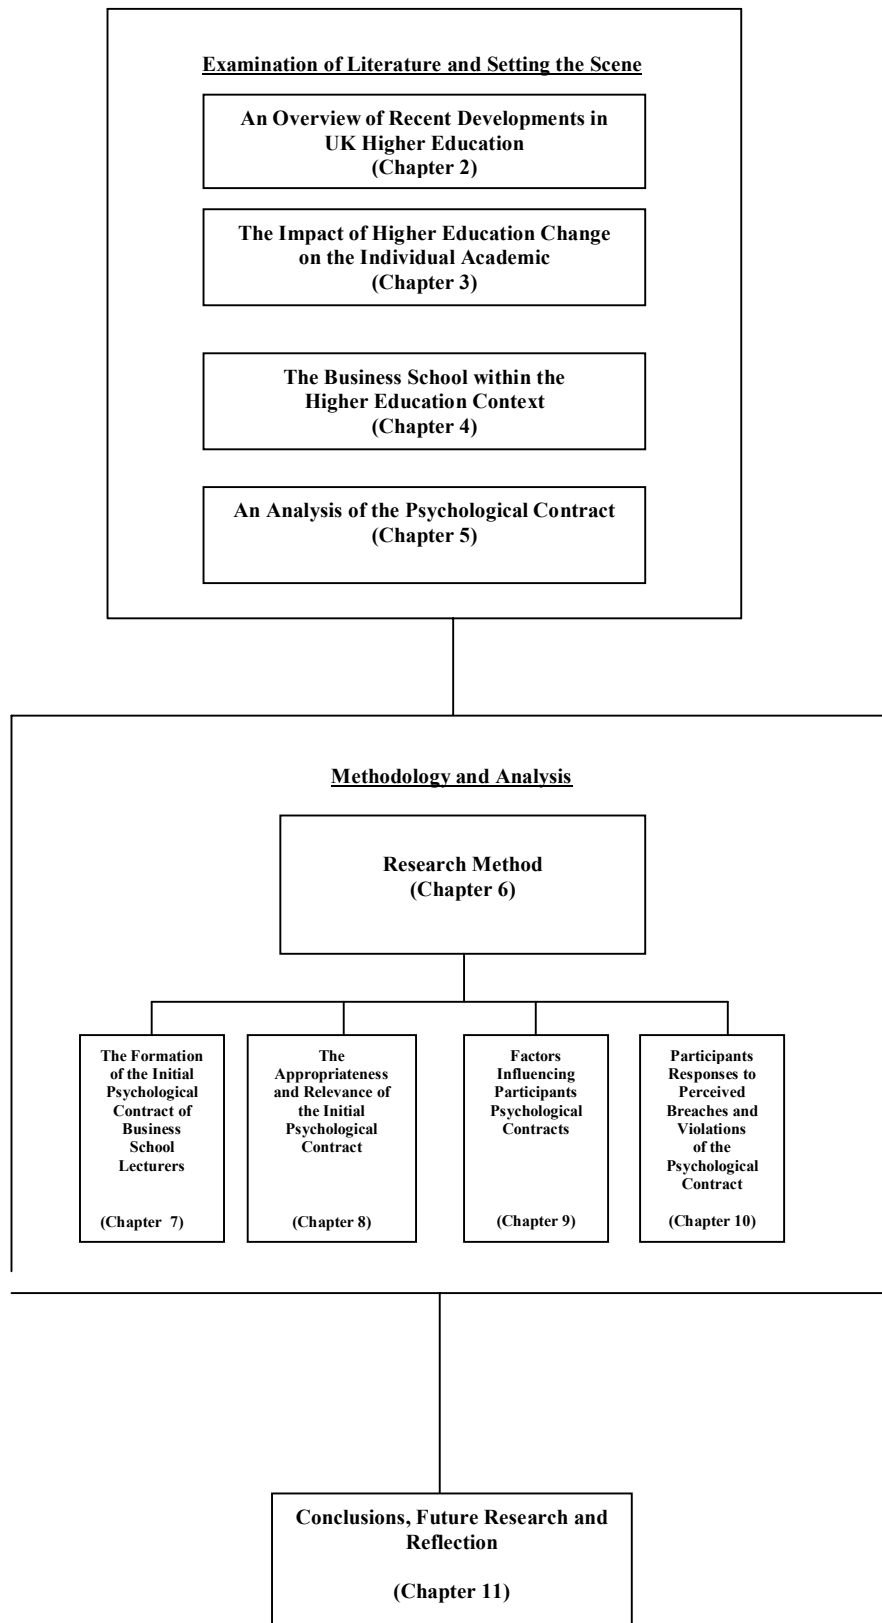 Examination of Literature and Setting the Scene
An Overview of Recent Developments in
UK Higher Education
(Chapter 2)
The Impact of Higher Education Change
on the Individual Academic
(Chapter 3)
The Business School within the
Higher Education Context
(Chapter 4)
An Analysis of the Psychological Contract
(Chapter 5)
Methodology and Analysis
Research Method
(Chapter 6)
The Formation
of the Initial
Psychological
Contract of
Business
School
Lecturers
(Chapter 7)
The
Appropriateness
and Relevance of
the Initial
Psychological
Contract
(Chapter 8)
Factors
Influencing
Participants
Psychological
Contracts
(Chapter 9)
Participants
Responses to
Perceived
Breaches and
Violations
of the
Psychological
Contract
(Chapter 10)
Conclusions, Future Research and
Reflection
(Chapter 11)